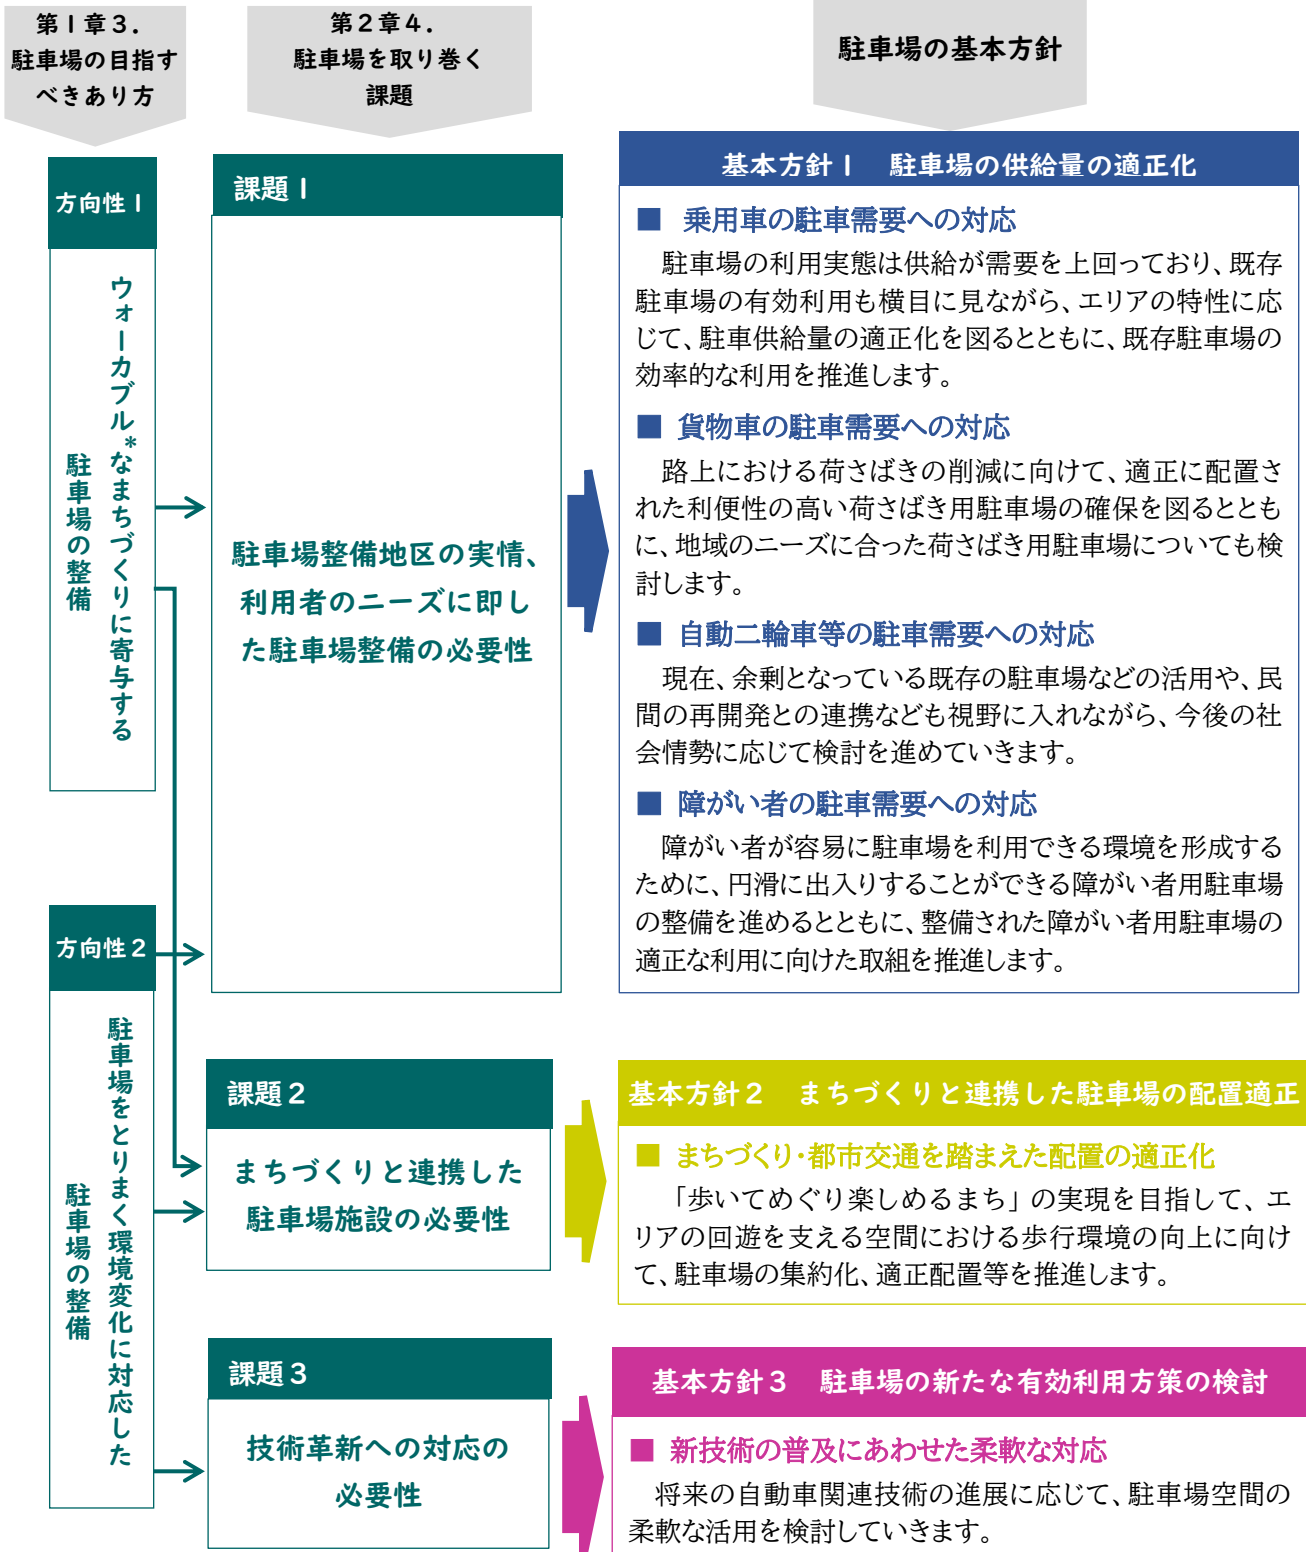 第1章3.
駐車場の目指す
べきあり方
第2章4.
駐車場を取り巻く
課題
駐車場の基本方針
方向性1
ウォーカブル*なまちづくりに寄与する
駐車場の整備
方向性2
駐車場をとりまく環境変化に対応した
駐車場の整備
課題1
駐車場整備地区の実情、
利用者のニーズに即し
た駐車場整備の必要性
基本方針1　駐車場の供給量の適正化
■ 乗用車の駐車需要への対応
駐車場の利用実態は供給が需要を上回っており、既存
駐車場の有効利用も横目に見ながら、エリアの特性に応
じて、駐車供給量の適正化を図るとともに、既存駐車場の
効率的な利用を推進します。
■ 貨物車の駐車需要への対応
路上における荷さばきの削減に向けて、適正に配置さ
れた利便性の高い荷さばき用駐車場の確保を図るととも
に、地域のニーズに合った荷さばき用駐車場についても検
討します。
■ 自動二輪車等の駐車需要への対応
現在、余剰となっている既存の駐車場などの活用や、民
間の再開発との連携なども視野に入れながら、今後の社
会情勢に応じて検討を進めていきます。
■ 障がい者の駐車需要への対応
障がい者が容易に駐車場を利用できる環境を形成する
ために、円滑に出入りすることができる障がい者用駐車場
の整備を進めるとともに、整備された障がい者用駐車場の
適正な利用に向けた取組を推進します。
課題2
まちづくりと連携した
駐車場施設の必要性
基本方針2　まちづくりと連携した駐車場の配置適正
■ まちづくり・都市交通を踏まえた配置の適正化
「歩いてめぐり楽しめるまち」の実現を目指して、エ
リアの回遊を支える空間における歩行環境の向上に向け
て、駐車場の集約化、適正配置等を推進します。
課題3
技術革新への対応の
必要性
基本方針3　駐車場の新たな有効利用方策の検討
■ 新技術の普及にあわせた柔軟な対応
将来の自動車関連技術の進展に応じて、駐車場空間の
柔軟な活用を検討していきます。